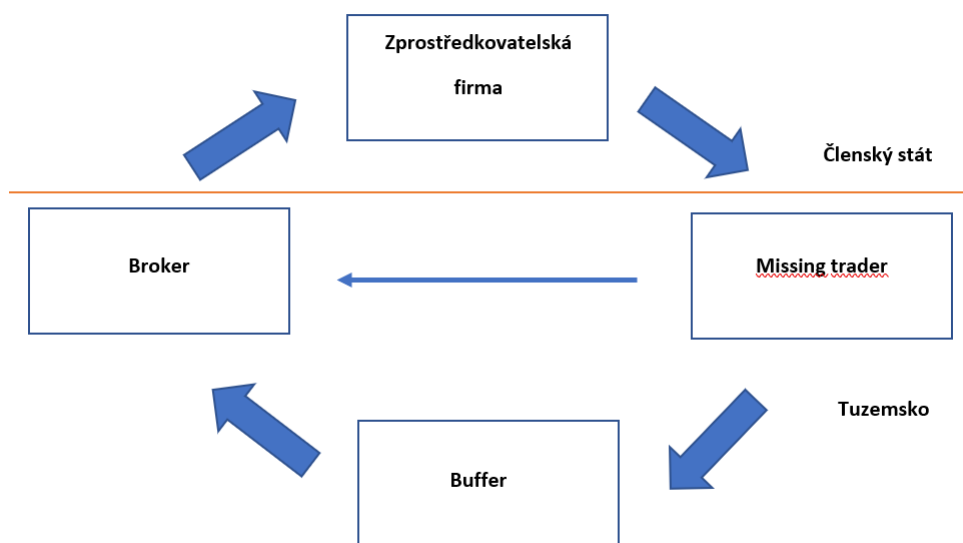 Zprostředkovatelská
firma
Členský stát
Broker
Missing trader
Tuzemsko
Buffer